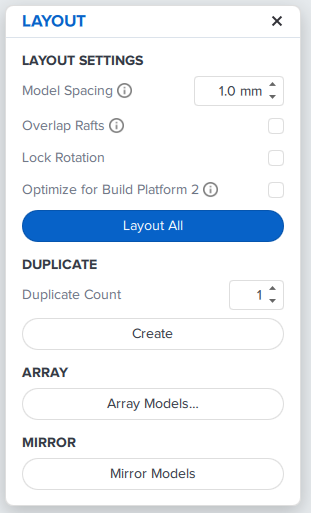 LAYOUT
LAYOUT SETTINGS
Model Spacing 1.0 mm
Overlap Rafts
Lock Rotation
Optimize for Build Platform 2
Layout All
DUPLICATE
Duplicate Count 1
Create
ARRAY
Array Models...
MIRROR
Mirror Models